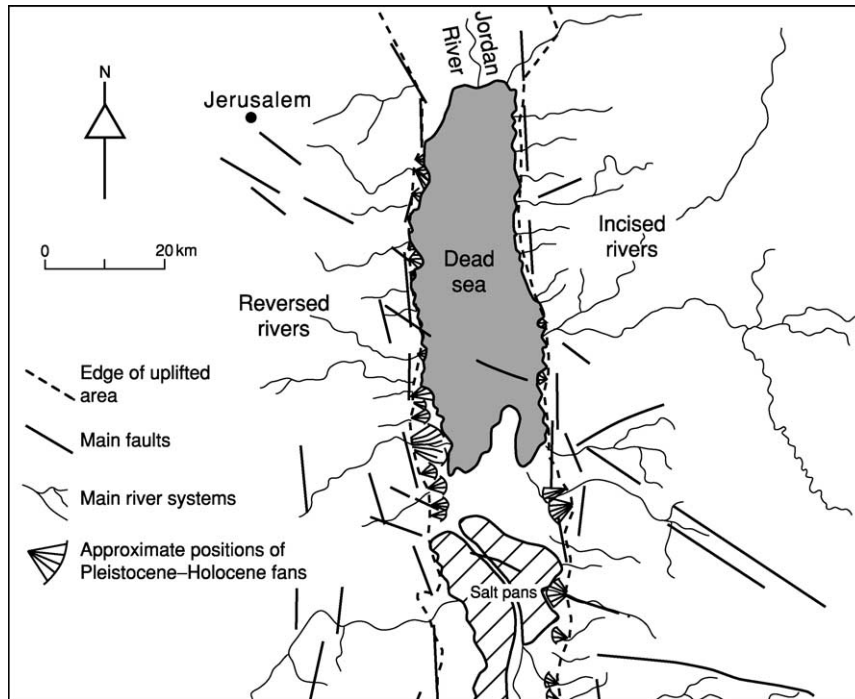 Jordan
River
N
Jerusalem
0 20 km
Incised
rivers
Dead
sea
Reversed
rivers
Edge of uplifted
area
Main faults
Main river systems
Approximate positions of
Pleistocene–Holocene fans
Salt pans